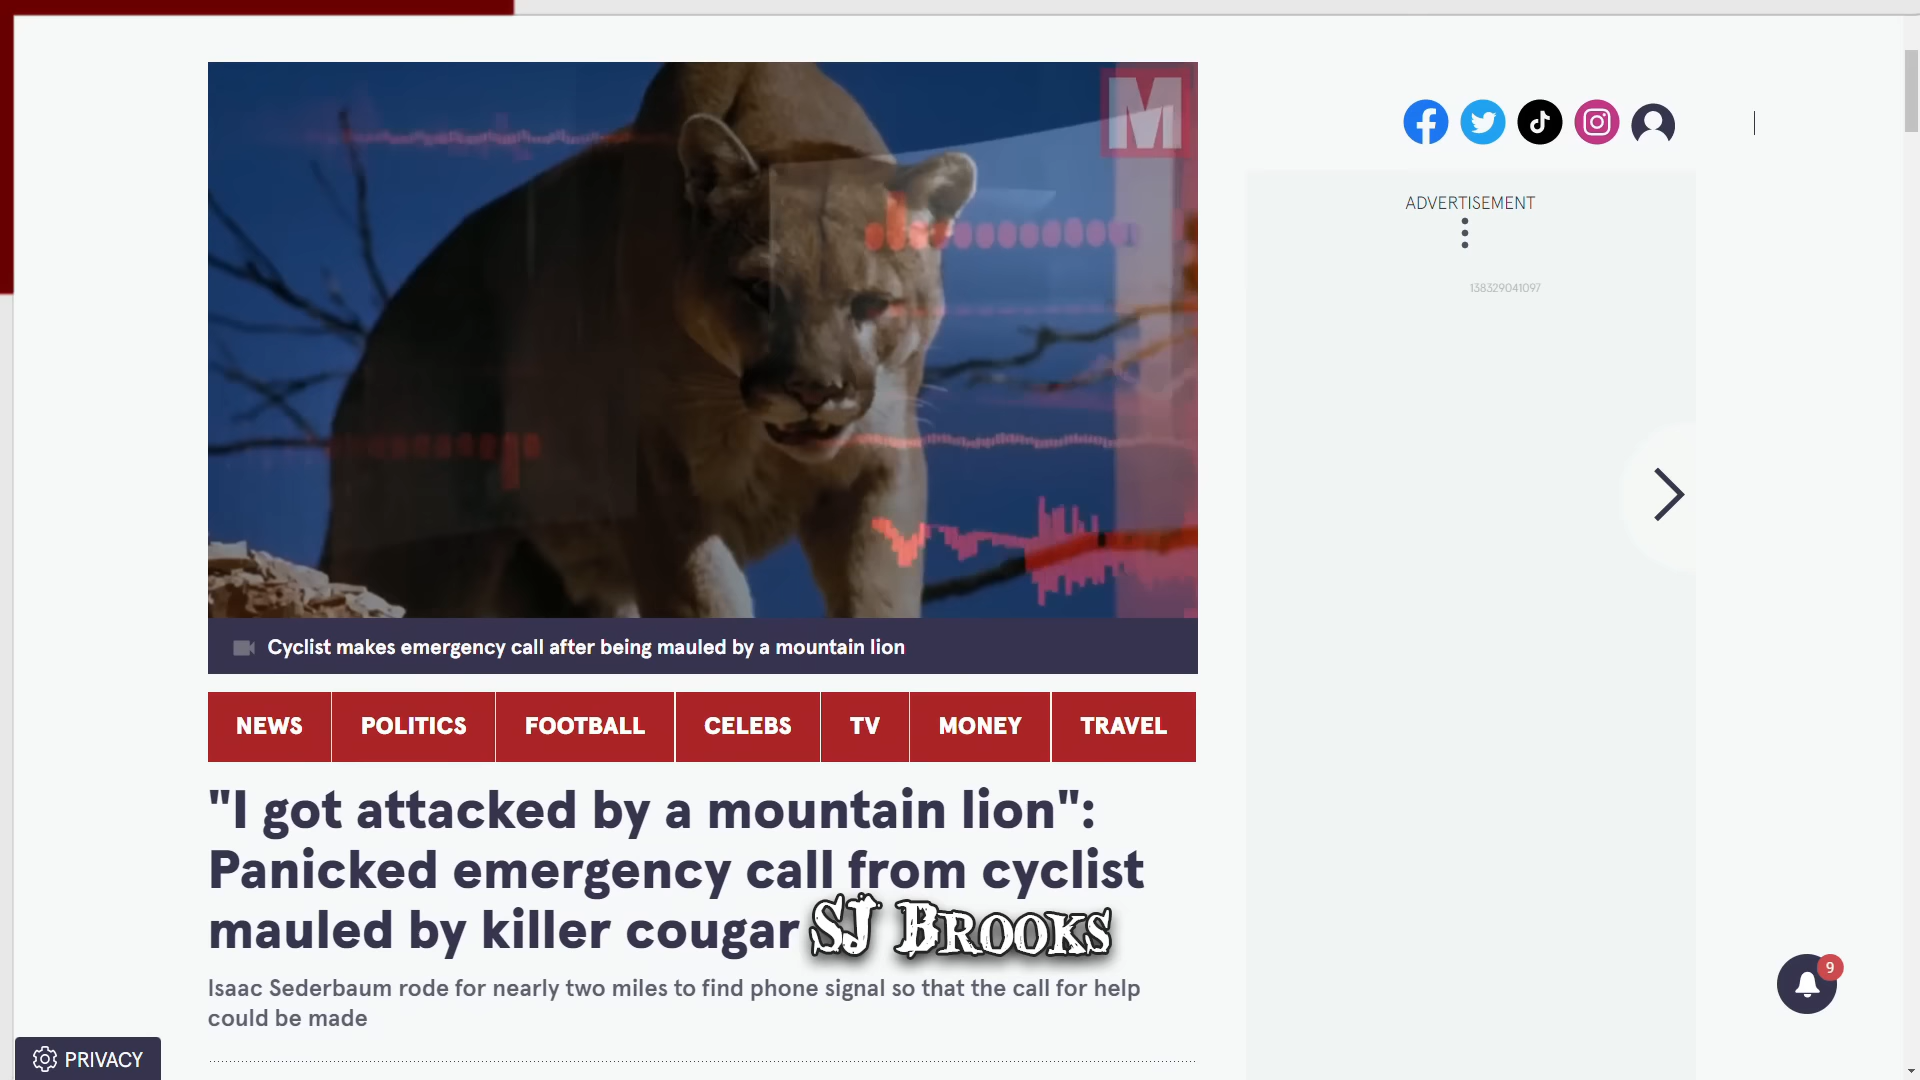 M
ADVERTISEMENT
138329041097
Cyclist makes emergency call after being mauled by a mountain lion
NEWS POLITICS FOOTBALL CELEBS TV MONEY TRAVEL
"I got attacked by a mountain lion":
Panicked emergency call from cyclist
mauled by killer cougar SJ BROOKS
Isaac Sederbaum rode for nearly two miles to find phone signal so that the call for help
could be made
9
PRIVACY